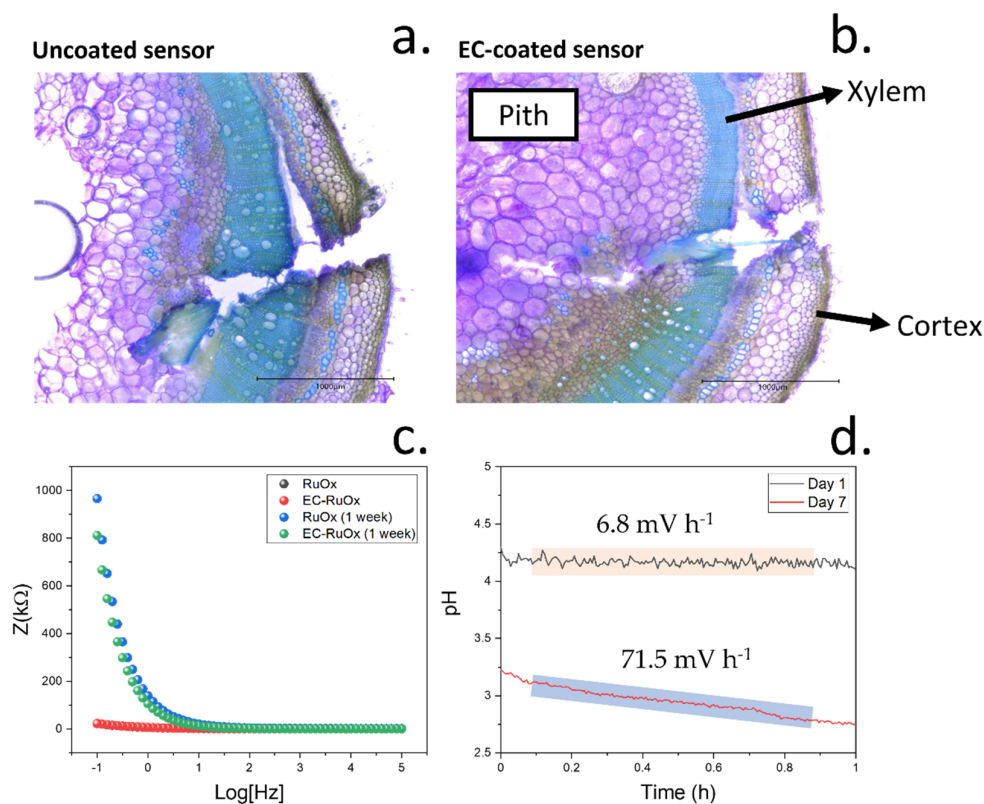 a.
Uncoated sensor
b.
EC-coated sensor
Pith
Xylem
Cortex
1000µm
1000µm
c.
RuOx
EC-RuOx
RuOx (1 week)
EC-RuOx (1 week)
1000
800
600
400
200
0
Z(kΩ)
-1
0
1
2
3
4
5
Log[Hz]
d.
Day 1
Day 7
6.8 mV h⁻¹
71.5 mV h⁻¹
5
4.5
4
3.5
3
2.5
pH
0
0.2
0.4
0.6
0.8
1
Time (h)